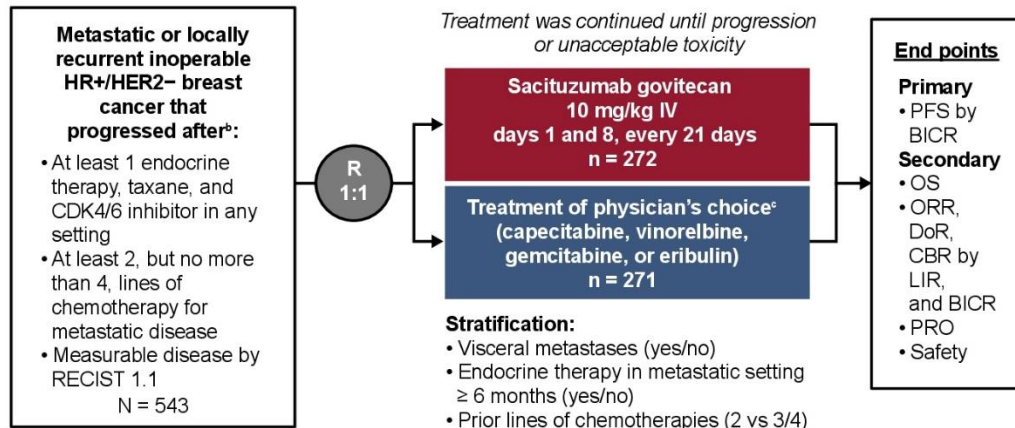 Metastatic or locally
recurrent inoperable
HR+/HER2− breast
cancer that
progressed afterᵇ:
• At least 1 endocrine
therapy, taxane, and
CDK4/6 inhibitor in any
setting
• At least 2, but no more
than 4, lines of
chemotherapy for
metastatic disease
• Measurable disease by
RECIST 1.1
N = 543
R
1:1
Treatment was continued until progression
or unacceptable toxicity
Sacituzumab govitecan
10 mg/kg IV
days 1 and 8, every 21 days
n = 272
Treatment of physician's choiceᶜ
(capecitabine, vinorelbine,
gemcitabine, or eribulin)
n = 271
Stratification:
• Visceral metastases (yes/no)
• Endocrine therapy in metastatic setting
≥ 6 months (yes/no)
• Prior lines of chemotherapies (2 vs 3/4)
End points
Primary
• PFS by
BICR
Secondary
• OS
• ORR,
DoR,
CBR by
LIR,
and BICR
• PRO
• Safety